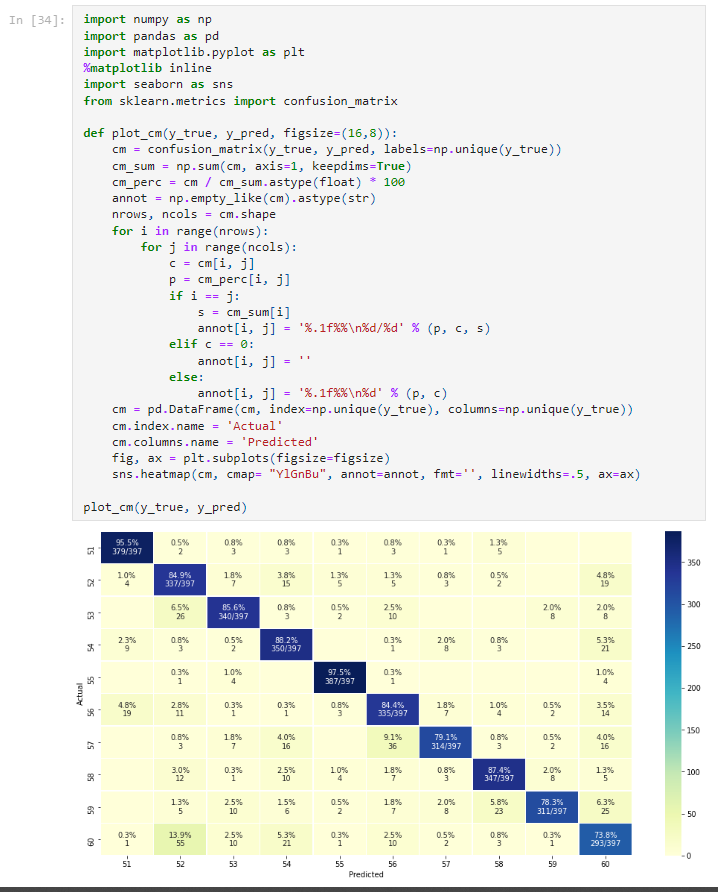 In [34]:
import numpy as np
import pandas as pd
import matplotlib.pyplot as plt
%matplotlib inline
import seaborn as sns
from sklearn.metrics import confusion_matrix
def plot_cm(y_true, y_pred, figsize=(16,8)):
    cm = confusion_matrix(y_true, y_pred, labels=np.unique(y_true))
    cm_sum = np.sum(cm, axis=1, keepdims=True)
    cm_perc = cm / cm_sum.astype(float) * 100
    annot = np.empty_like(cm).astype(str)
    nrows, ncols = cm.shape
    for i in range(nrows):
        for j in range(ncols):
            c = cm[i, j]
            p = cm_perc[i, j]
            if i == j:
                s = cm_sum[i]
                annot[i, j] = '%.1f%%\n%d/%d' % (p, c, s)
            elif c == 0:
                annot[i, j] = ''
            else:
                annot[i, j] = '%.1f%%\n%d' % (p, c)
    cm = pd.DataFrame(cm, index=np.unique(y_true), columns=np.unique(y_true))
    cm.index.name = 'Actual'
    cm.columns.name = 'Predicted'
    fig, ax = plt.subplots(figsize=figsize)
    sns.heatmap(cm, cmap= "YlGnBu", annot=annot, fmt='', linewidths=.5, ax=ax)
plot_cm(y_true, y_pred)
95.5% 0.5% 0.8% 0.8% 0.3% 0.8% 0.3% 1.3%
51 379/397 2 3 3 1 3 1 5
1.0% 84.9% 1.8% 3.8% 1.3% 1.3% 0.8% 0.5% 4.8%
52 4 337/397 7 15 5 5 3 2 19
6.5% 85.6% 0.8% 0.5% 2.5% 2.0% 2.0%
53 26 340/397 3 2 10 8 8
2.3% 0.8% 0.5% 88.2% 0.3% 2.0% 0.8% 5.3%
54 9 3 2 350/397 1 8 3 21
0.3% 1.0% 97.5% 0.3% 1.0%
55 1 4 387/397 1 4
4.8% 2.8% 0.3% 0.3% 0.8% 84.4% 1.8% 1.0% 0.5% 3.5%
56 19 11 1 1 3 335/397 7 4 2 14
0.8% 1.8% 4.0% 9.1% 79.1% 0.8% 0.5% 4.0%
57 3 7 16 36 314/397 3 2 16
3.0% 0.3% 2.5% 1.0% 1.8% 0.8% 87.4% 2.0% 1.3%
58 12 1 10 4 7 3 347/397 8 5
1.3% 2.5% 1.5% 0.5% 1.8% 2.0% 5.8% 78.3% 6.3%
59 5 10 6 2 7 8 23 311/397 25
0.3% 13.9% 2.5% 5.3% 0.3% 2.5% 0.5% 0.8% 0.3% 73.8%
60 1 55 10 21 1 10 2 3 1 293/397
51 52 53 54 55 56 57 58 59 60
Predicted
Actual
350
300
250
200
150
100
50
0